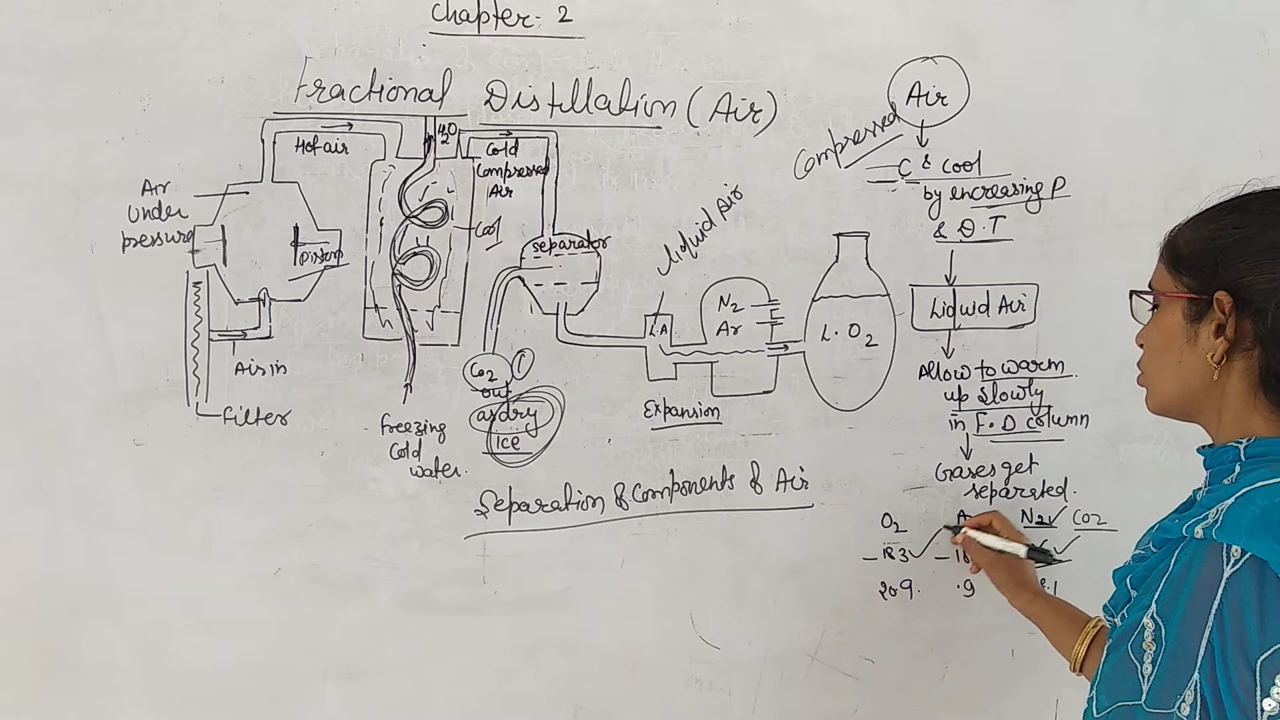 Chapter:- 2
Fractional Distillation (Air)
Hot air
H2O
Cold
Compressed
Air
Air
Under
pressure
Piston
Cool
separator
Liquid Air
L.A
N2
Ar
L.O2
Air in
Filter
Freezing
Cold
water.
CO2
out
as dry
ice
Expansion
Separation of Components of Air
Air
Compressed
C & cool
by increasing P
& D.T
Liquid Air
Allow to warm
up slowly
in F.D column
Gases get
separated.
O2 N2 CO2
-183
20.9 .9